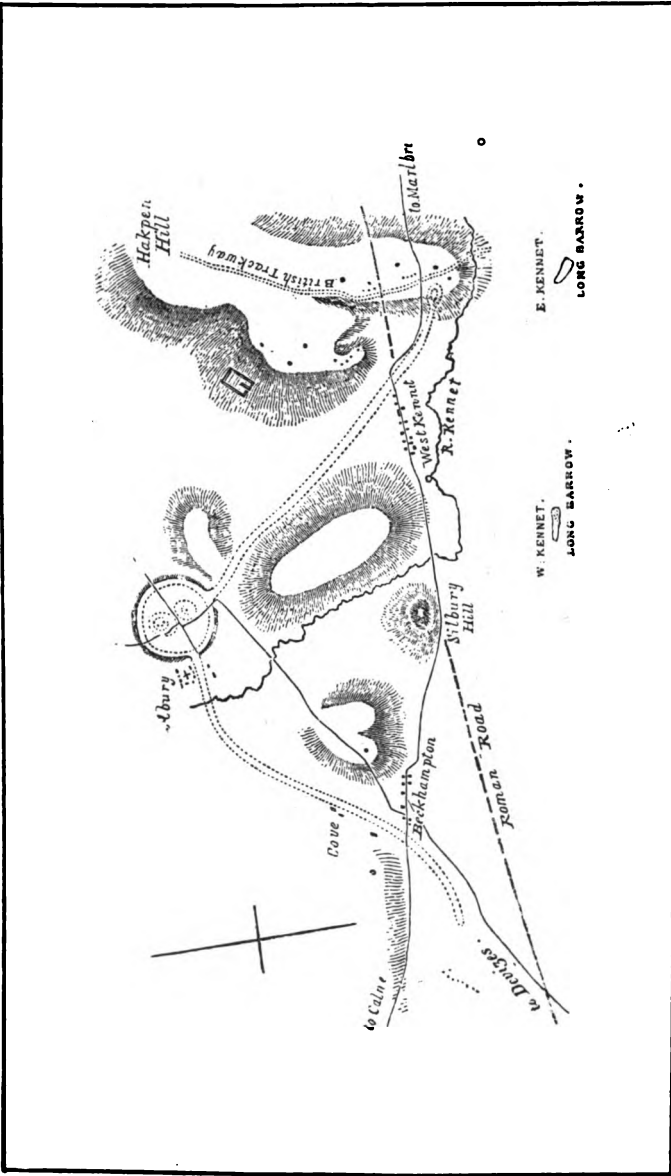 Hakpen
Hill
British Trackway
to Marlbro
Abury
West Kennet
R. Kennet
E. KENNET.
LONG BARROW.
W. KENNET.
LONG BARROW.
Silbury
Hill
Cove
Beckhampton
Roman Road
to Calne
to Devizes.